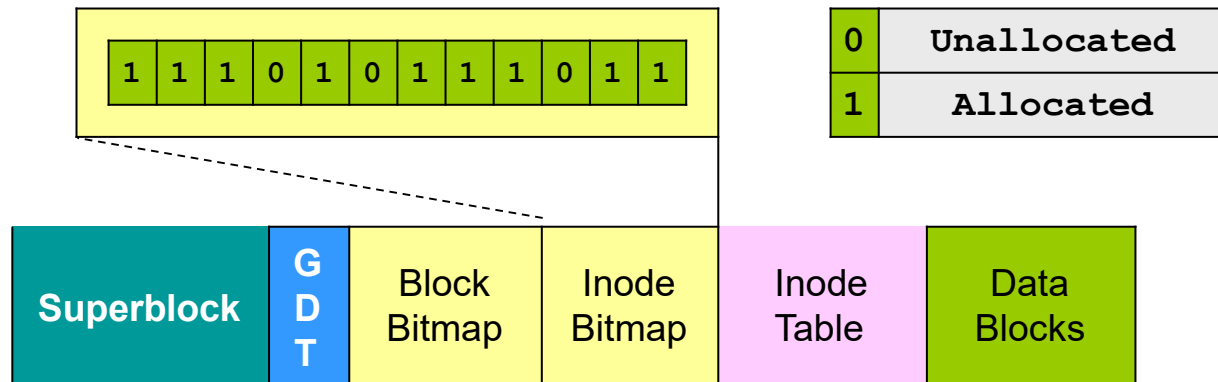 1 1 1 0 1 0 1 1 1 0 1 1
0 Unallocated
1 Allocated
Superblock
G
D
T
Block
Bitmap
Inode
Bitmap
Inode
Table
Data
Blocks